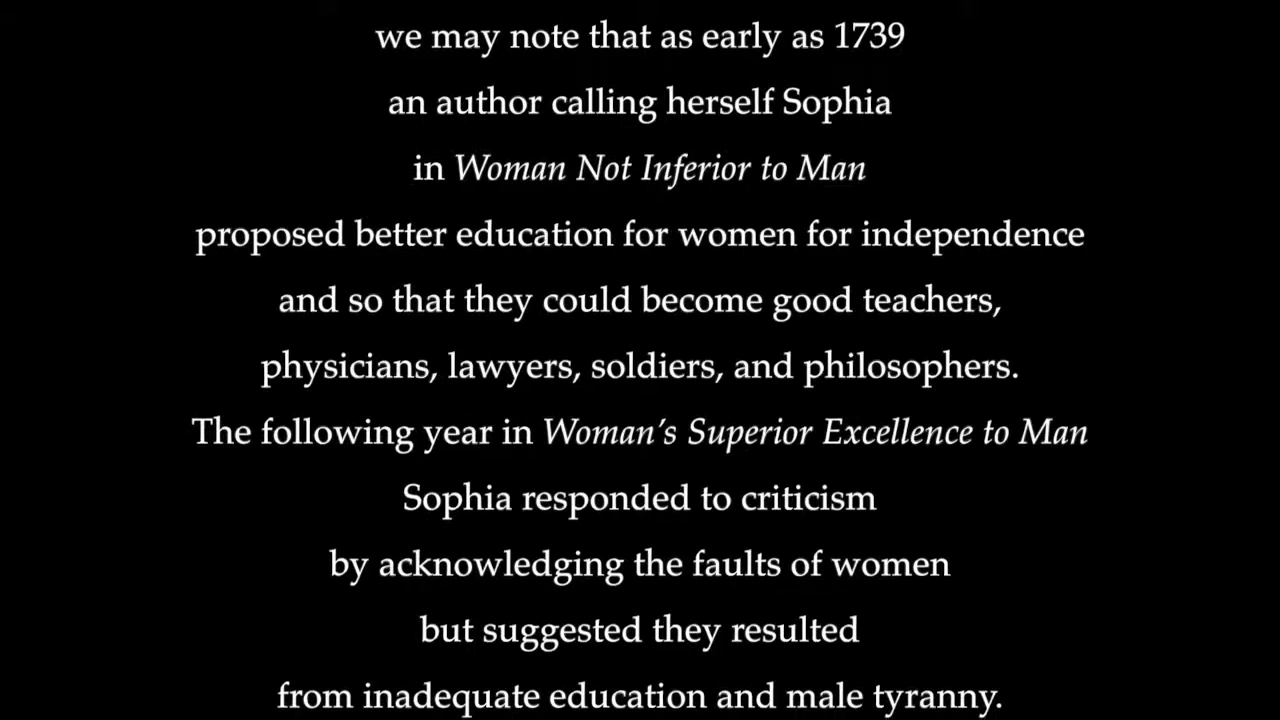 we may note that as early as 1739
an author calling herself Sophia
in Woman Not Inferior to Man
proposed better education for women for independence
and so that they could become good teachers,
physicians, lawyers, soldiers, and philosophers.
The following year in Woman's Superior Excellence to Man
Sophia responded to criticism
by acknowledging the faults of women
but suggested they resulted
from inadequate education and male tyranny.